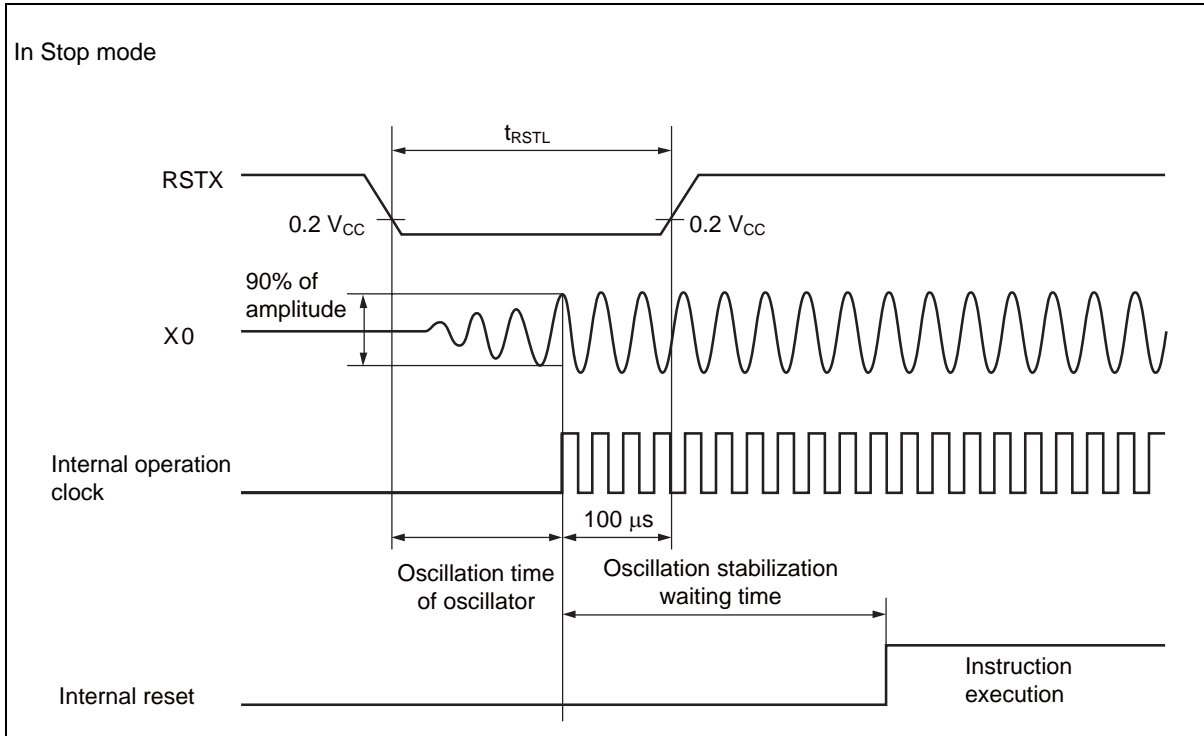 In Stop mode
tRSTL
RSTX
0.2 VCC
0.2 VCC
90% of
amplitude
X0
Internal operation
clock
100 μs
Oscillation time
of oscillator
Oscillation stabilization
waiting time
Instruction
execution
Internal reset